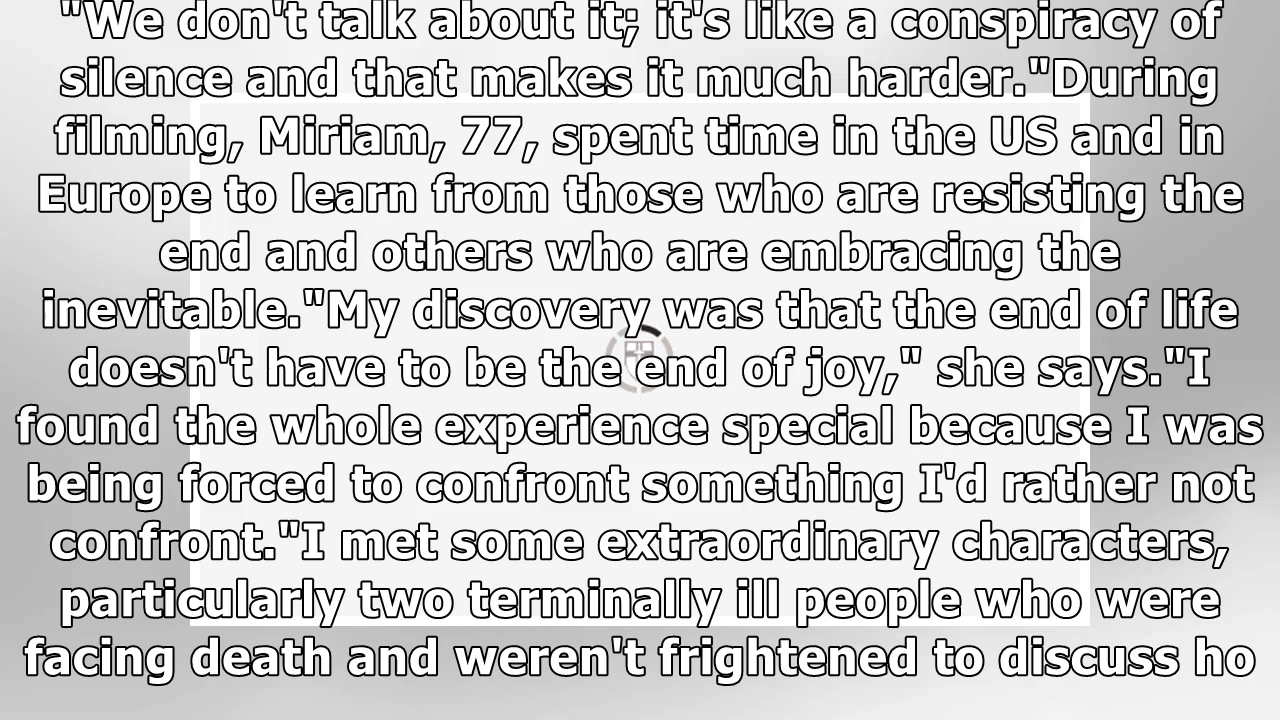 "We don't talk about it; it's like a conspiracy of
silence and that makes it much harder."During
filming, Miriam, 77, spent time in the US and in
Europe to learn from those who are resisting the
end and others who are embracing the
inevitable."My discovery was that the end of life
doesn't have to be the end of joy," she says."I
found the whole experience special because I was
being forced to confront something I'd rather not
confront."I met some extraordinary characters,
particularly two terminally ill people who were
facing death and weren't frightened to discuss ho